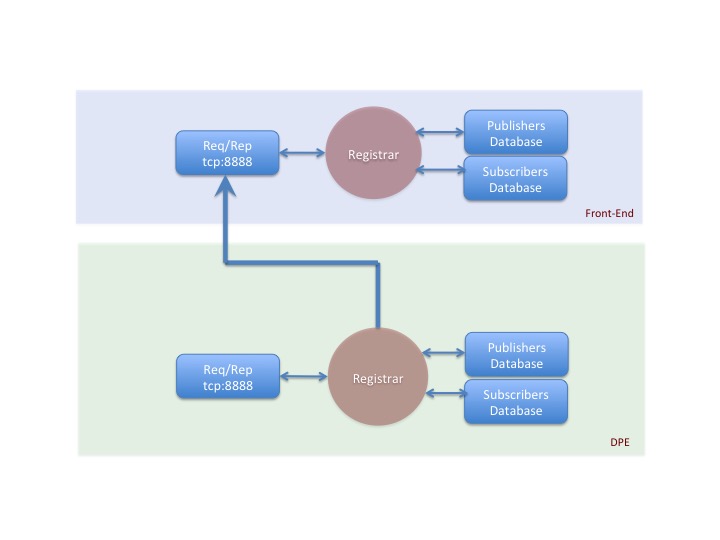 Req/Rep
tcp:8888
Registrar
Publishers
Database
Subscribers
Database
Front-End
Req/Rep
tcp:8888
Registrar
Publishers
Database
Subscribers
Database
DPE